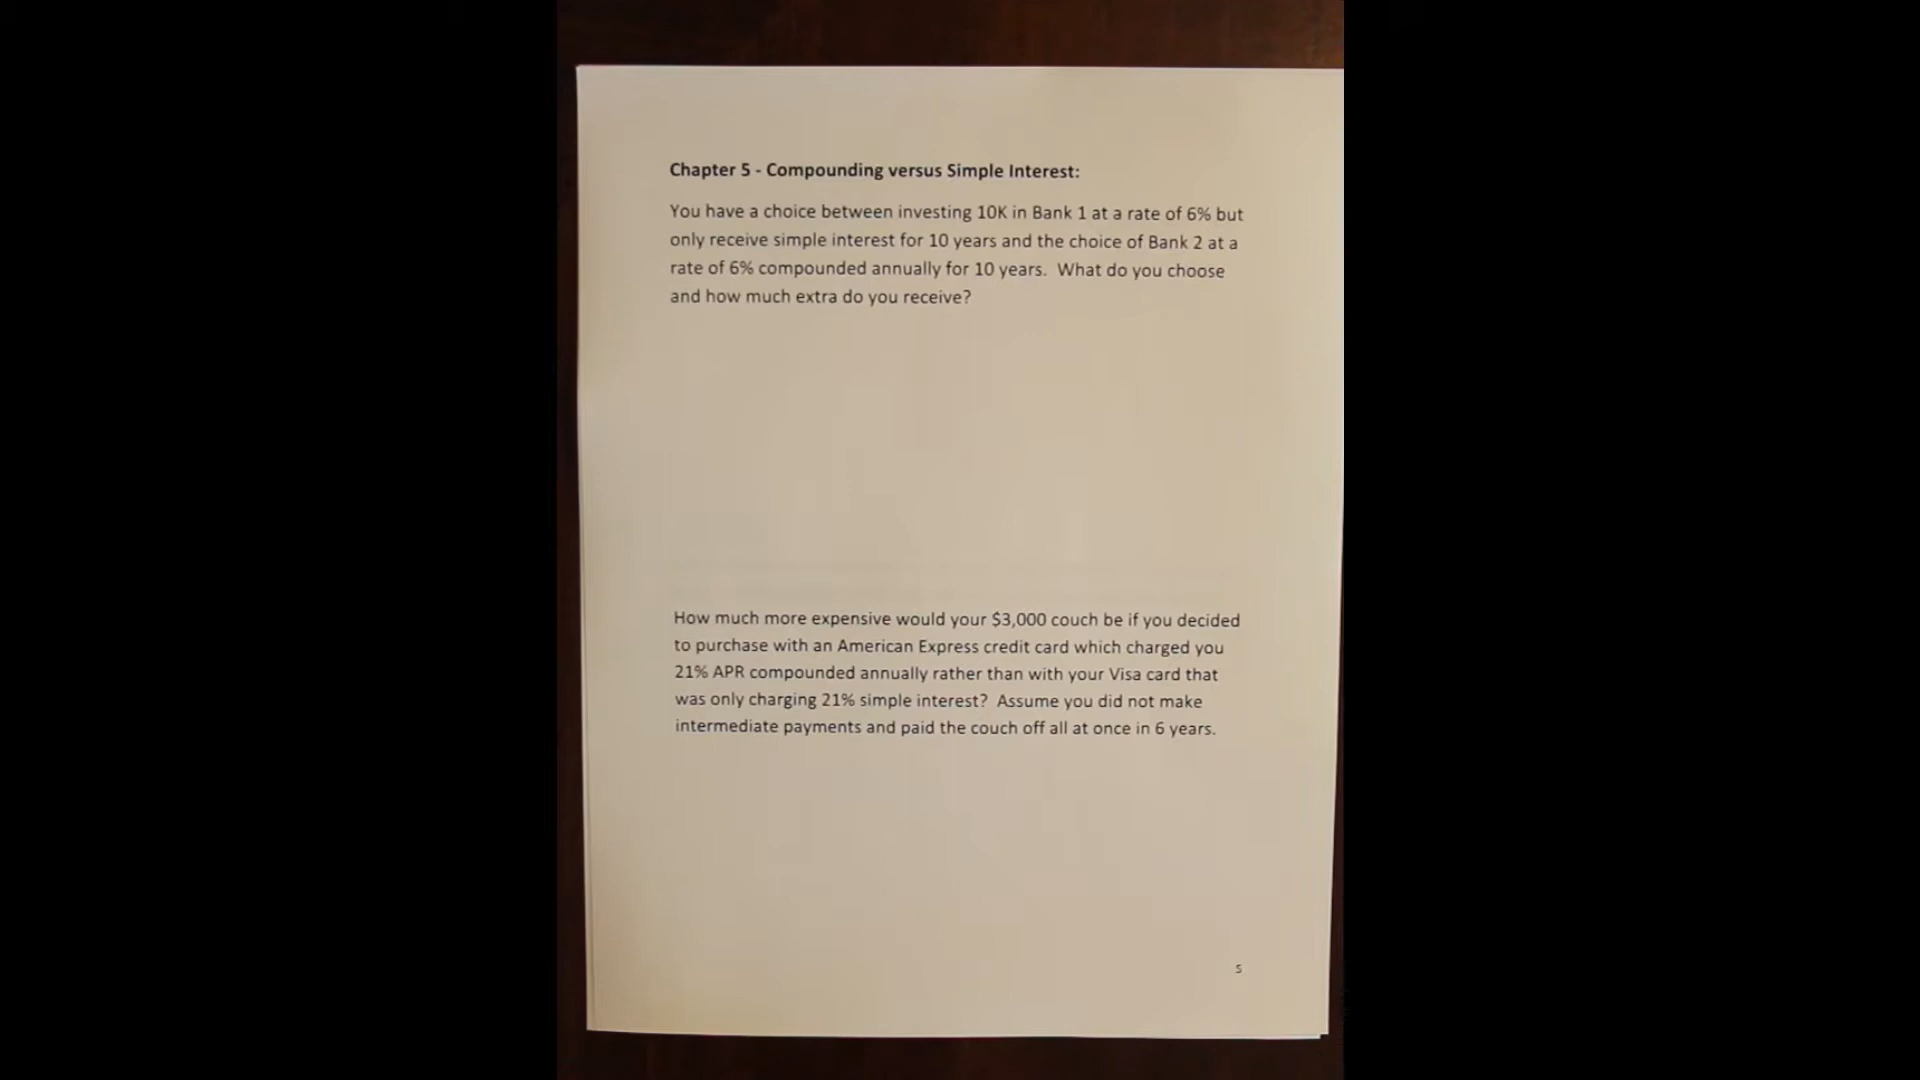 Chapter 5 - Compounding versus Simple Interest:
You have a choice between investing 10K in Bank 1 at a rate of 6% but
only receive simple interest for 10 years and the choice of Bank 2 at a
rate of 6% compounded annually for 10 years. What do you choose
and how much extra do you receive?
How much more expensive would your $3,000 couch be if you decided
to purchase with an American Express credit card which charged you
21% APR compounded annually rather than with your Visa card that
was only charging 21% simple interest? Assume you did not make
intermediate payments and paid the couch off all at once in 6 years.
5